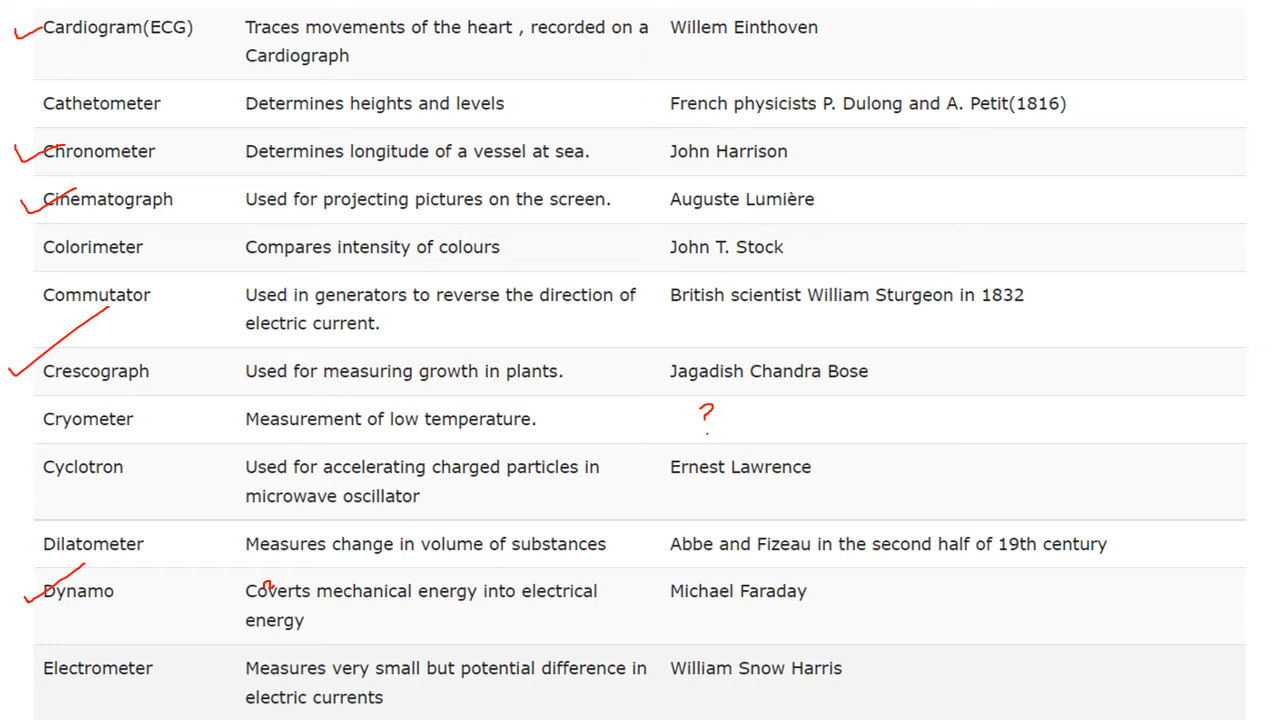 Cardiogram(ECG) Traces movements of the heart , recorded on a Willem Einthoven
Cardiograph
Cathetometer Determines heights and levels French physicists P. Dulong and A. Petit(1816)
Chronometer Determines longitude of a vessel at sea. John Harrison
Cinematograph Used for projecting pictures on the screen. Auguste Lumière
Colorimeter Compares intensity of colours John T. Stock
Commutator Used in generators to reverse the direction of British scientist William Sturgeon in 1832
electric current.
Crescograph Used for measuring growth in plants. Jagadish Chandra Bose
Cryometer Measurement of low temperature. ?
Cyclotron Used for accelerating charged particles in Ernest Lawrence
microwave oscillator
Dilatometer Measures change in volume of substances Abbe and Fizeau in the second half of 19th century
n
Dynamo Coverts mechanical energy into electrical Michael Faraday
energy
Electrometer Measures very small but potential difference in William Snow Harris
electric currents